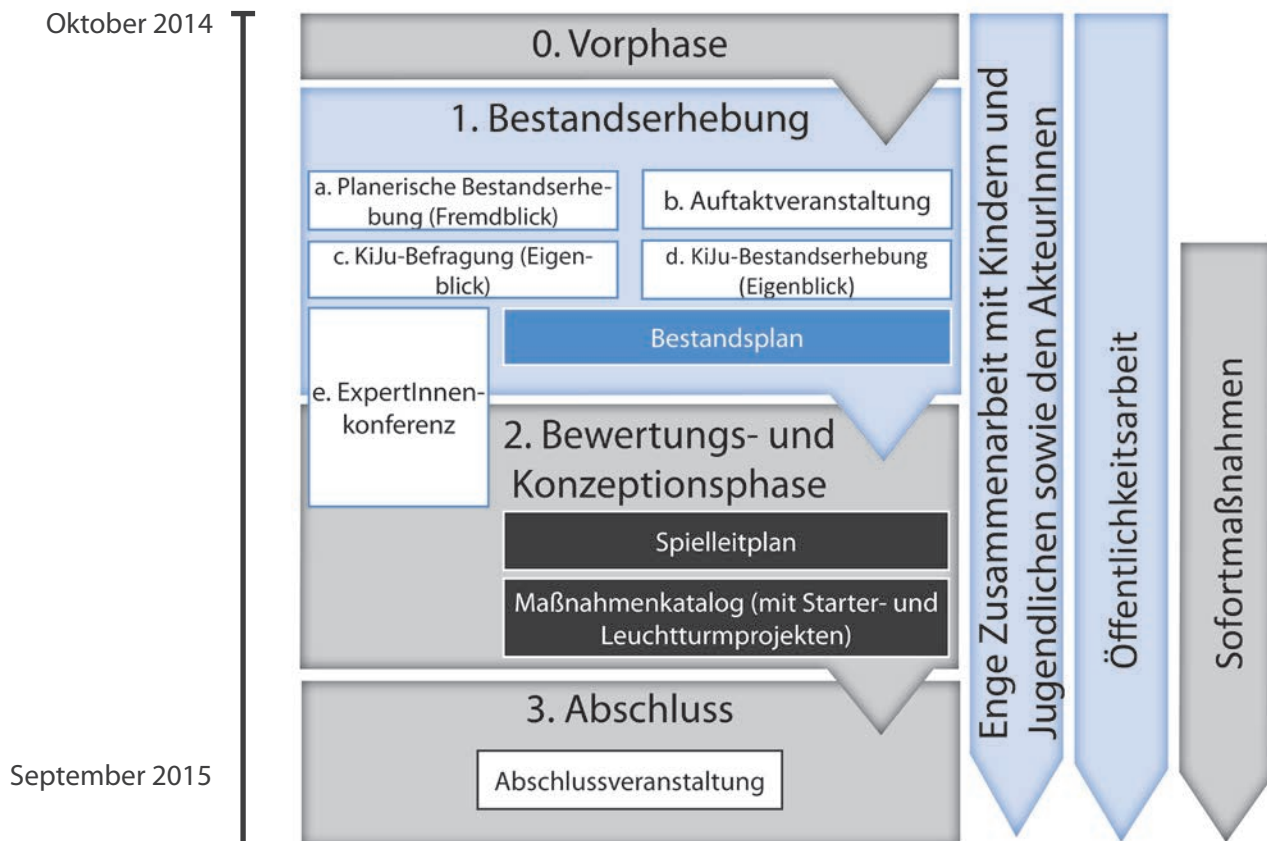 Oktober 2014
0. Vorphase
1. Bestandserhebung
a. Planerische Bestandserhe-
bung (Fremdblick)
b. Auftaktveranstaltung
c. KiJu-Befragung (Eigen-
blick)
d. KiJu-Bestandserhebung
(Eigenblick)
Bestandsplan
e. ExpertInnen-
konferenz
2. Bewertungs- und
Konzeptionsphase
Spielleitplan
Maßnahmenkatalog (mit Starter- und
Leuchtturmprojekten)
3. Abschluss
Abschlussveranstaltung
September 2015
Enge Zusammenarbeit mit Kindern und
Jugendlichen sowie den AkteurInnen
Öffentlichkeitsarbeit
Sofortmaßnahmen